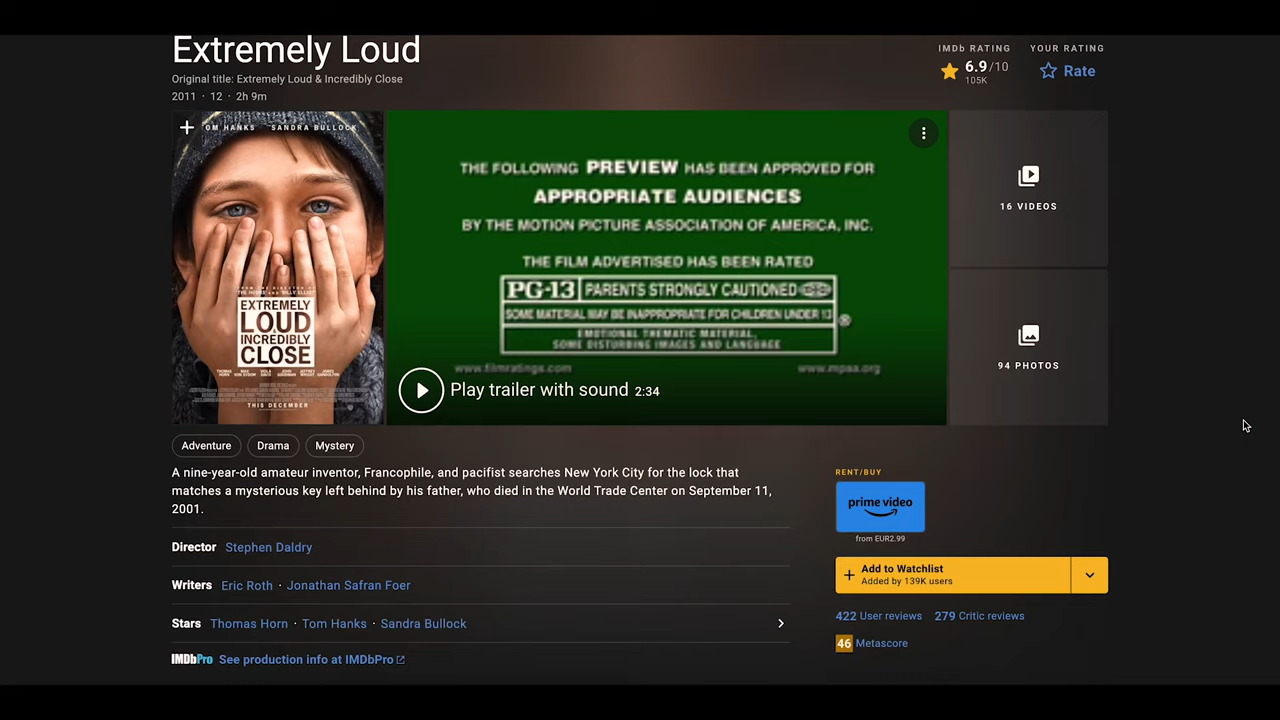 Extremely Loud
Original title: Extremely Loud & Incredibly Close
2011 · 12 · 2h 9m
IMDb RATING
6.9/10
105K
YOUR RATING
Rate
OM HANKS SANDRA BULLOCK
EXTREMELY
LOUD
INCREDIBLY
CLOSE
THIS DECEMBER
THE FOLLOWING PREVIEW HAS BEEN APPROVED FOR
APPROPRIATE AUDIENCES
BY THE MOTION PICTURE ASSOCIATION OF AMERICA, INC.
THE FILM ADVERTISED HAS BEEN RATED
PG-13 PARENTS STRONGLY CAUTIONED
SOME MATERIAL MAY BE INAPPROPRIATE FOR CHILDREN UNDER 13
®
EMOTIONAL THEMATIC MATERIAL,
SOME DISTURBING IMAGES AND LANGUAGE
www.filmratings.com www.mpaa.org
Play trailer with sound 2:34
16 VIDEOS
94 PHOTOS
Adventure Drama Mystery
A nine-year-old amateur inventor, Francophile, and pacifist searches New York City for the lock that
matches a mysterious key left behind by his father, who died in the World Trade Center on September 11,
2001.
Director Stephen Daldry
Writers Eric Roth · Jonathan Safran Foer
Stars Thomas Horn · Tom Hanks · Sandra Bullock
IMDbPro See production info at IMDbPro
RENT/BUY
prime video
from EUR2.99
Add to Watchlist
Added by 139K users
422 User reviews 279 Critic reviews
46 Metascore